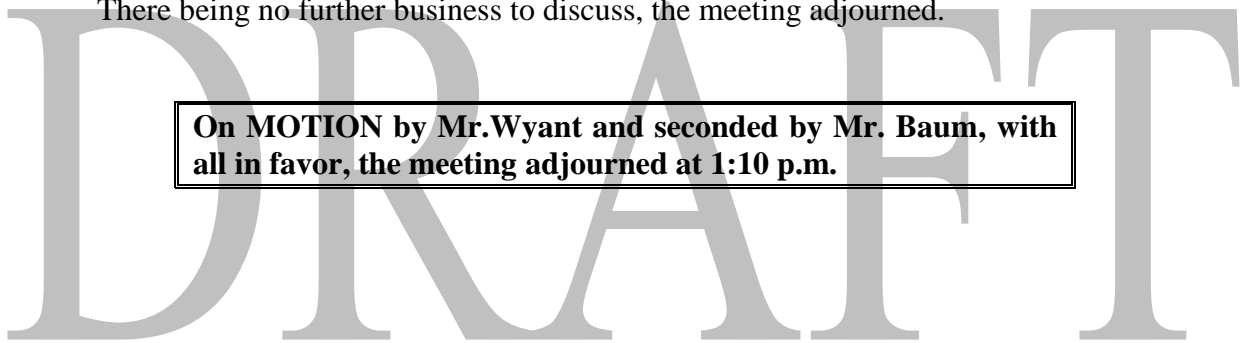 There being no further business to discuss, the meeting adjourned.
DRAFT
On MOTION by Mr.Wyant and seconded by Mr. Baum, with
all in favor, the meeting adjourned at 1:10 p.m.